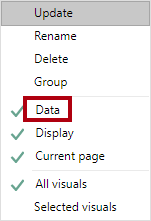 Update
Rename
Delete
Group
Data
Display
Current page
All visuals
Selected visuals